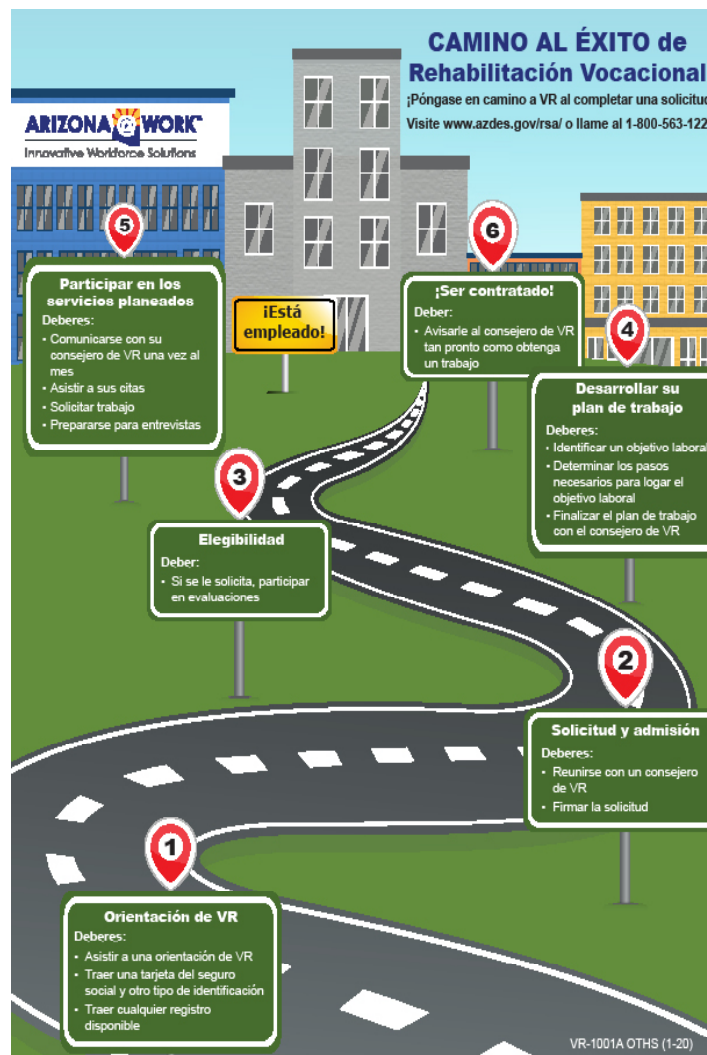 CAMINO AL ÉXITO de
Rehabilitación Vocacional
¡Póngase en camino a VR al completar una solicitud
Visite www.azdes.gov/rsa/ o llame al 1-800-563-122
ARIZONA WORK
Innovative Workforce Solutions
1
Orientación de VR
Deberes:
• Asistir a una orientación de VR
• Traer una tarjeta del seguro
social y otro tipo de identificación
• Traer cualquier registro
disponible
2
Solicitud y admisión
Deberes:
• Reunirse con un consejero
de VR
• Firmar la solicitud
3
Elegibilidad
Deber:
• Si se le solicita, participar
en evaluaciones
4
Desarrollar su
plan de trabajo
Deberes:
• Identificar un objetivo laboral
• Determinar los pasos
necesarios para logar el
objetivo laboral
• Finalizar el plan de trabajo
con el consejero de VR
5
Participar en los
servicios planeados
Deberes:
• Comunicarse con su
consejero de VR una vez al
mes
• Asistir a sus citas
• Solicitar trabajo
• Prepararse para entrevistas
6
¡Ser contratado!
Deber:
• Avisarle al consejero de VR
tan pronto como obtenga
un trabajo
¡Está
empleado!
VR-1001A OTHS (1-20)